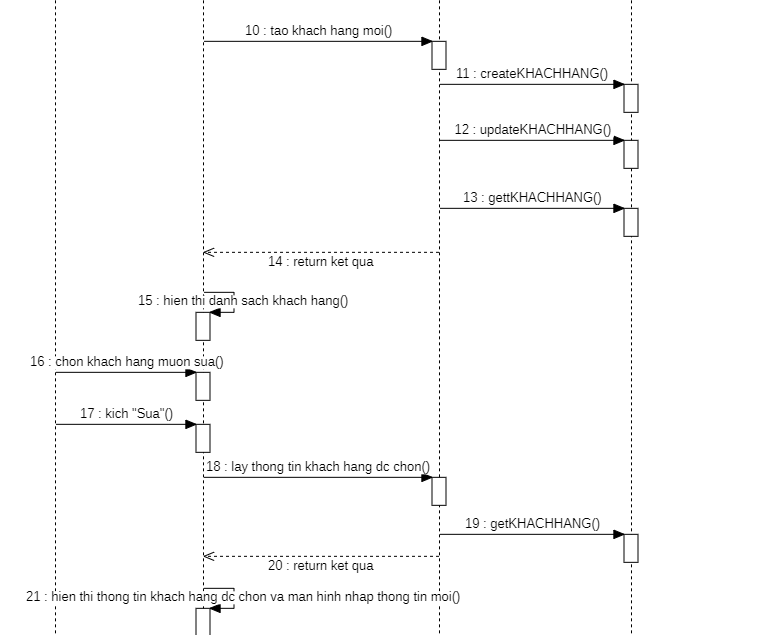 10 : tao khach hang moi()
11 : createKHACHHANG()
12 : updateKHACHHANG()
13 : gettKHACHHANG()
14 : return ket qua
15 : hien thi danh sach khach hang()
16 : chon khach hang muon sua()
17 : kich "Sua"()
18 : lay thong tin khach hang dc chon()
19 : getKHACHHANG()
20 : return ket qua
21 : hien thi thong tin khach hang dc chon va man hinh nhap thong tin moi()